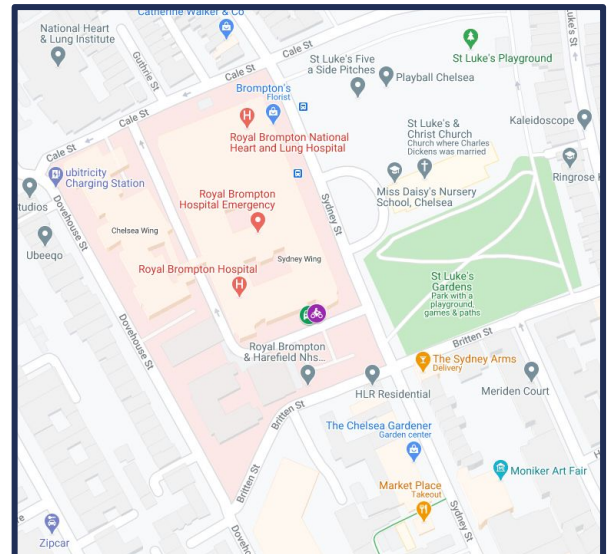 Catherine Walker & Co
National Heart
& Lung Institute
Guthrie St
Cale St
Luke's St
St Luke's Five
a Side Pitches
St Luke's Playground
Playball Chelsea
Brompton's
Florist
Cale St
Royal Brompton National
Heart and Lung Hospital
St Luke's &
Christ Church
Church where Charles
Dickens was married
Kaleidoscope
Cale St
ubitricity
Charging Station
tudios
Dovehouse St
Ubeeqo
Chelsea Wing
Royal Brompton
Hospital Emergency
Sydney St
Miss Daisy's Nursery
School, Chelsea
Ringrose
Sydney Wing
Royal Brompton Hospital
St Luke's
Gardens
Park with a
playground,
games & paths
Dovehouse St
Royal Brompton
& Harefield Nhs...
Britten St
The Sydney Arms
Delivery
HLR Residential
Meriden Court
Britten St
The Chelsea Gardener
Garden center
Moniker Art Fair
Market Place
Takeout
Britten St
Sydney St
Zipcar